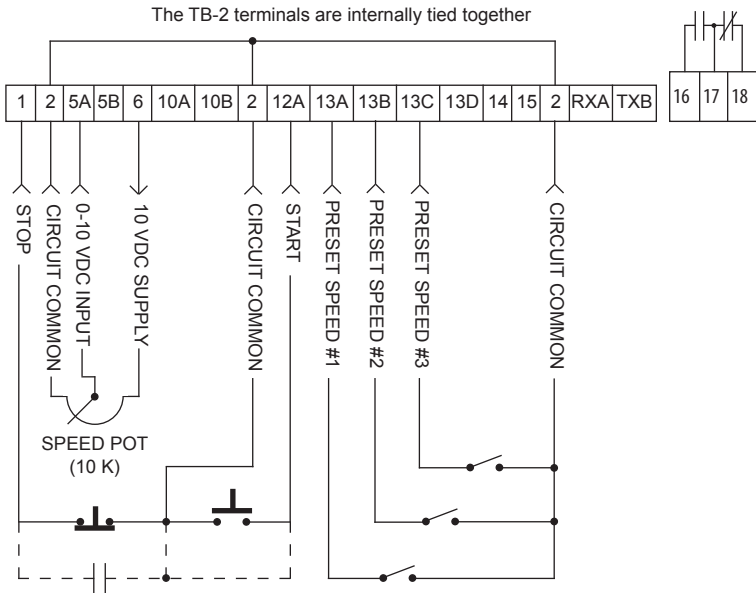 The TB-2 terminals are internally tied together
1 2 5A 5B 6 10A 10B 2 12A 13A 13B 13C 13D 14 15 2 RXA TXB
16 17 18
STOP
CIRCUIT COMMON
0-10 VDC INPUT
10 VDC SUPPLY
CIRCUIT COMMON
START
PRESET SPEED #1
PRESET SPEED #2
PRESET SPEED #3
CIRCUIT COMMON
SPEED POT
(10 K)